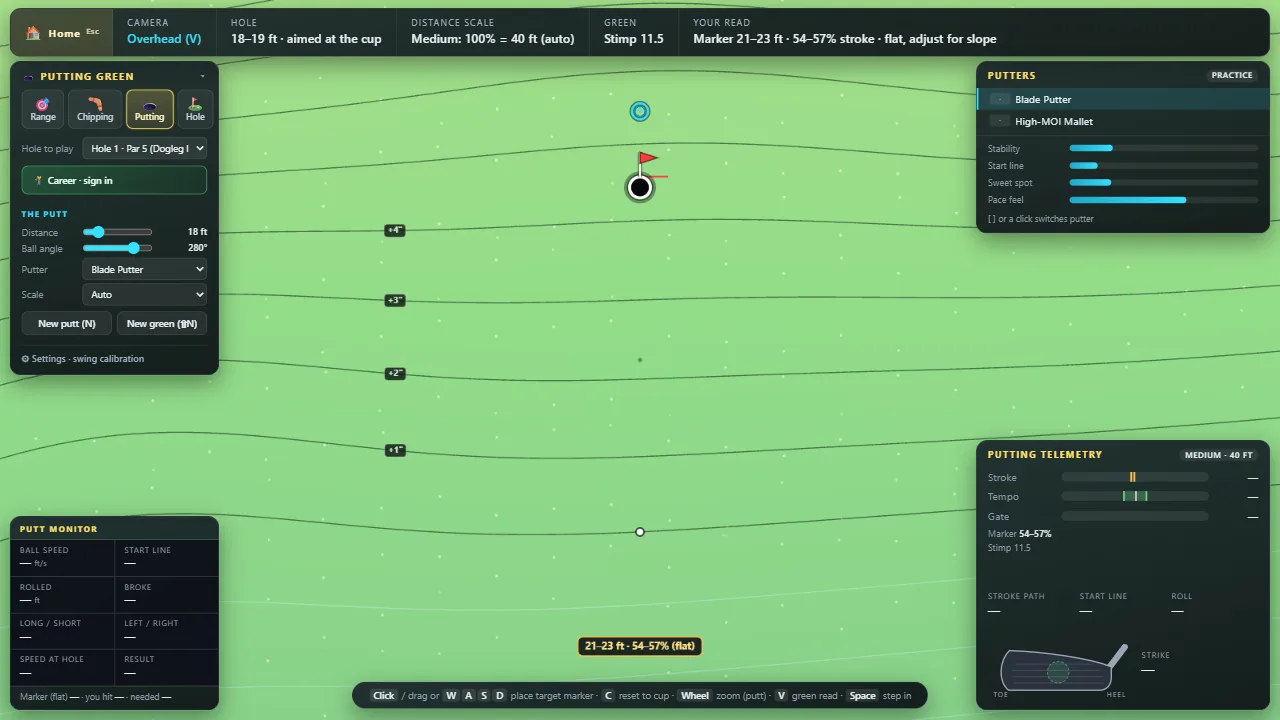 Home Esc
CAMERA
Overhead (V)
HOLE
18–19 ft · aimed at the cup
DISTANCE SCALE
Medium: 100% = 40 ft (auto)
GREEN
Stimp 11.5
YOUR READ
Marker 21–23 ft · 54–57% stroke · flat, adjust for slope
PUTTING GREEN
Range
Chipping
Putting
Hole
Hole to play
Hole 1 · Par 5 (Dogleg l
Career · sign in
THE PUTT
Distance
18 ft
Ball angle
280°
Putter
Blade Putter
Scale
Auto
New putt (N)
New green (⇧N)
⚙ Settings · swing calibration
PUTTERS
PRACTICE
Blade Putter
High-MOI Mallet
Stability
Start line
Sweet spot
Pace feel
[ ] or a click switches putter
+4"
+3"
+2"
+1"
PUTT MONITOR
BALL SPEED
— ft/s
START LINE
—
ROLLED
— ft
BROKE
—
LONG / SHORT
—
LEFT / RIGHT
—
SPEED AT HOLE
—
RESULT
—
Marker (flat) — · you hit — · needed —
21–23 ft · 54–57% (flat)
Click / drag or W A S D place target marker · C reset to cup · Wheel zoom (putt) · V green read · Space step in
PUTTING TELEMETRY
MEDIUM · 40 FT
Stroke
—
Tempo
—
Gate
—
Marker 54–57%
Stimp 11.5
STROKE PATH
—
START LINE
—
ROLL
—
STRIKE
—
TOE
HEEL